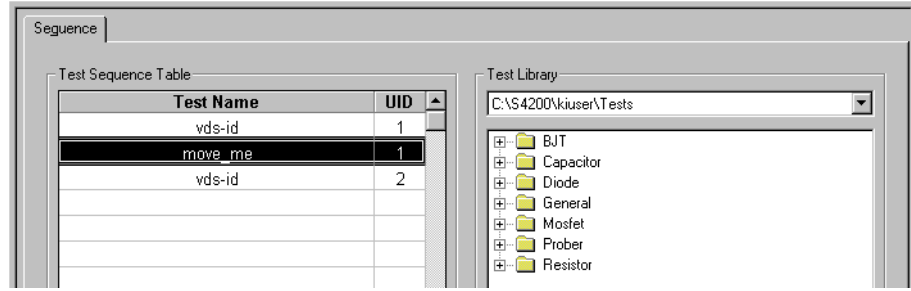 Seguence
Test Sequence Table
Test Name UID
vds-id 1
move_me 1
vds-id 2
Test Library
C:\S4200\kiuser\Tests
BJT
Capacitor
Diode
General
Mosfet
Prober
Resistor